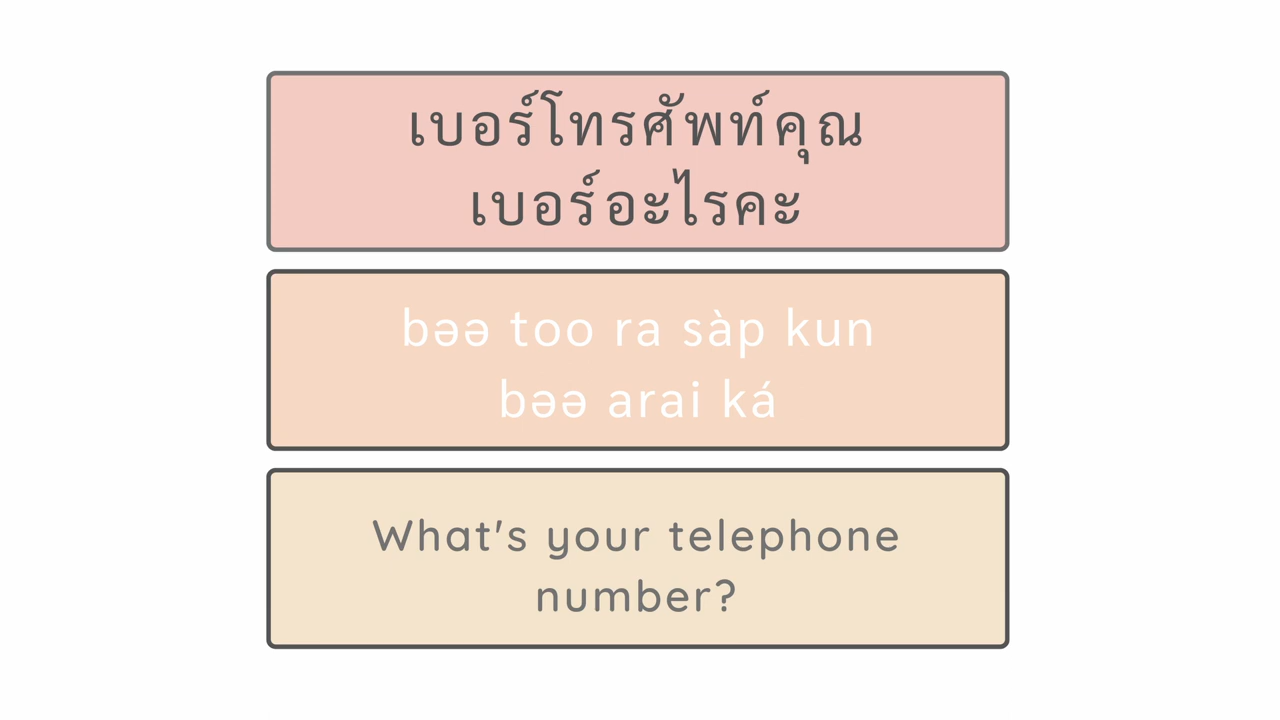 เบอร์โทรศัพท์คุณ
เบอร์อะไรคะ
bəə too ra sàp kun
bəə arai ká
What's your telephone
number?